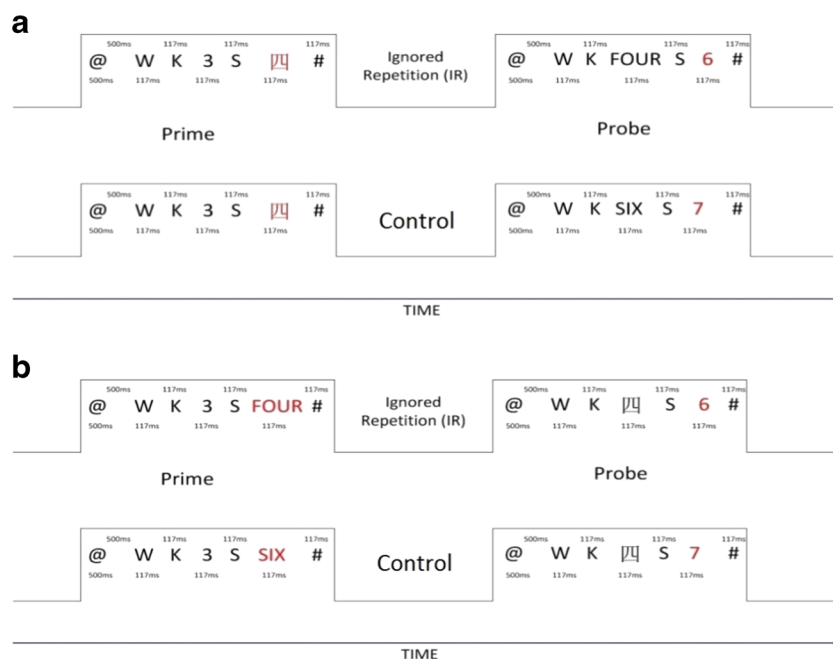 a
500ms 117ms 117ms 117ms
@ W K 3 S 四 #
500ms 117ms 117ms 117ms
Prime
Ignored
Repetition (IR)
500ms 117ms 117ms 117ms
@ W K FOUR S 6 #
500ms 117ms 117ms 117ms
Probe
500ms 117ms 117ms 117ms
@ W K 3 S 四 #
500ms 117ms 117ms 117ms
Control
500ms 117ms 117ms 117ms
@ W K SIX S 7 #
500ms 117ms 117ms 117ms
TIME
b
500ms 117ms 117ms 117ms
@ W K 3 S FOUR #
500ms 117ms 117ms 117ms
Prime
Ignored
Repetition (IR)
500ms 117ms 117ms 117ms
@ W K 四 S 6 #
500ms 117ms 117ms 117ms
Probe
500ms 117ms 117ms 117ms
@ W K 3 S SIX #
500ms 117ms 117ms 117ms
Control
500ms 117ms 117ms 117ms
@ W K 四 S 7 #
500ms 117ms 117ms 117ms
TIME